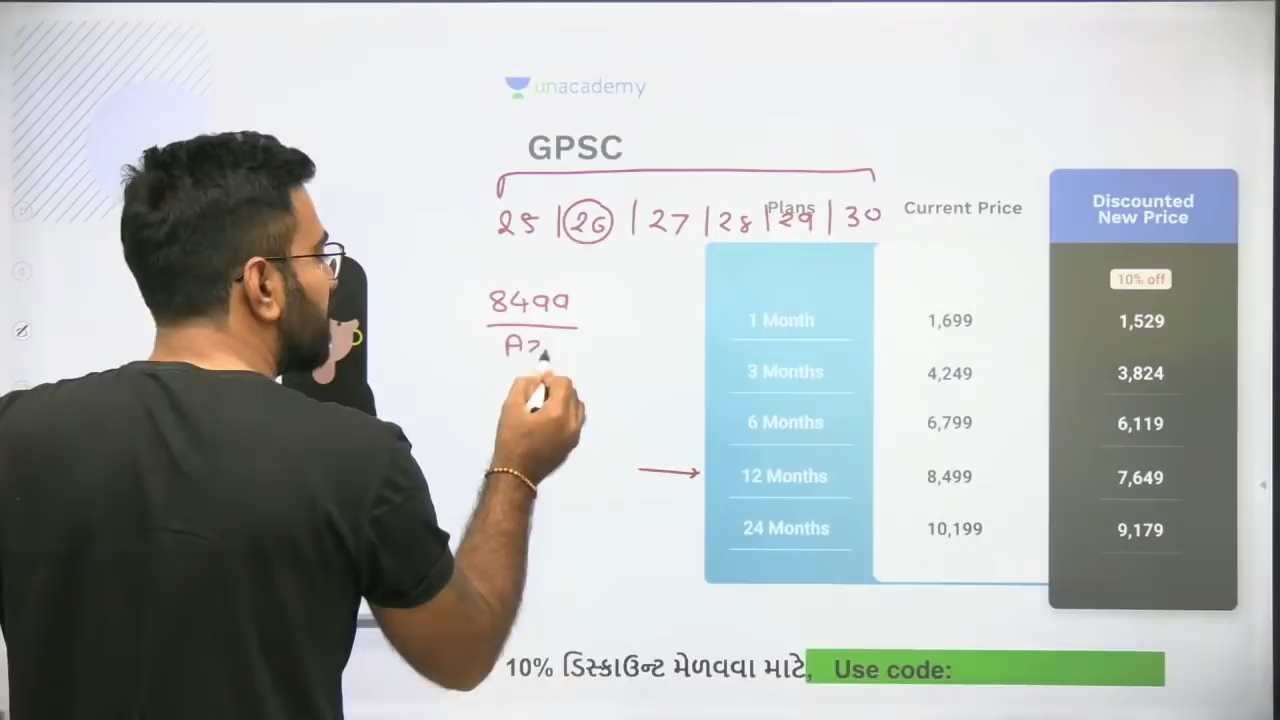 unacademy
GPSC
25 | 26 | 27 | 28 | 29 | 30
Plans Current Price Discounted New Price
10% off
8499
1 Month 1,699 1,529
3 Months 4,249 3,824
6 Months 6,799 6,119
12 Months 8,499 7,649
24 Months 10,199 9,179
10% ડિસ્કાઉન્ટ મેળવવા માટે, Use code: